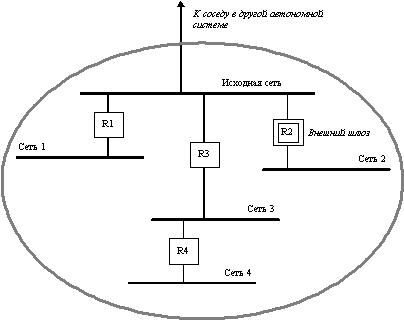 К соседу в другой автономной
системе
Исходная сеть
R1
R2
Внешний шлюз
Сеть 1
R3
Сеть 2
Сеть 3
R4
Сеть 4